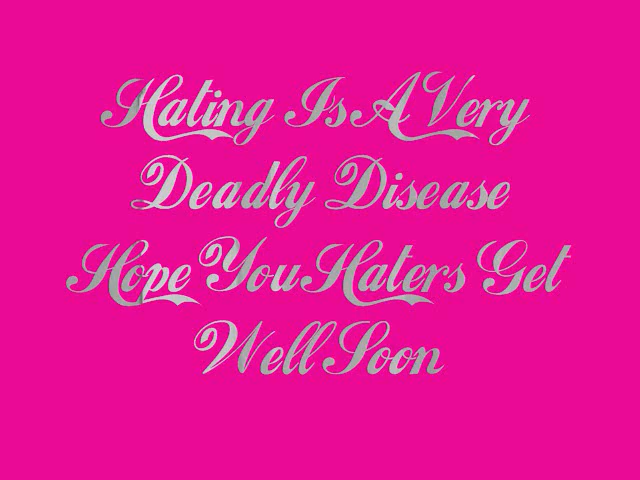 Hating Is A Very
Deadly Disease
Hope You Haters Get
Well Soon